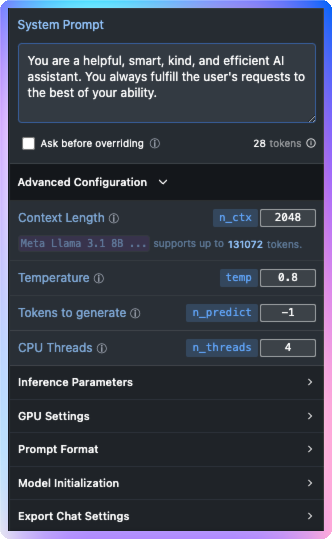 System Prompt
You are a helpful, smart, kind, and efficient AI
assistant. You always fulfill the user's requests to
the best of your ability.
Ask before overriding 28 tokens
Advanced Configuration
Context Length n_ctx 2048
Meta Llama 3.1 8B ... supports up to 131072 tokens.
Temperature temp 0.8
Tokens to generate n_predict -1
CPU Threads n_threads 4
Inference Parameters
GPU Settings
Prompt Format
Model Initialization
Export Chat Settings